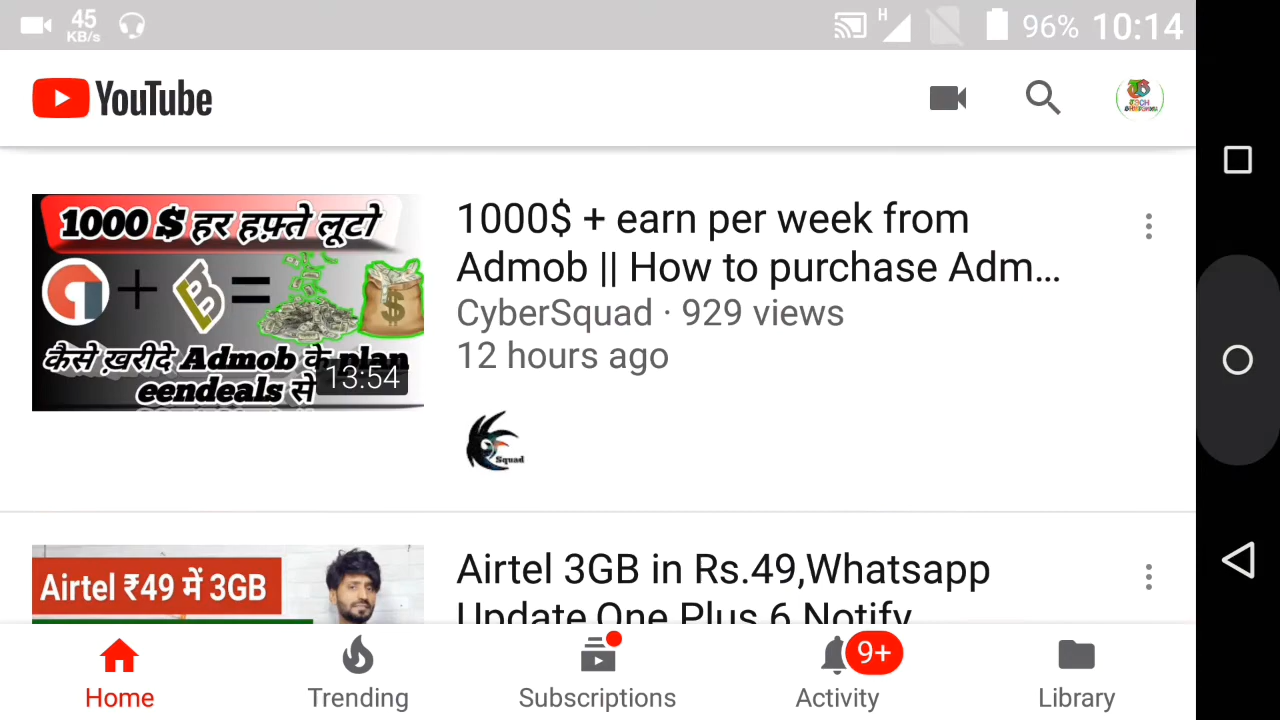 45
KB/s
H
96% 10:14
YouTube
1000 $ हर हफ़्ते लूटो
+ =
$
कैसे ख़रीदे Admob के plan
eendeals से
13:54
1000$ + earn per week from
Admob || How to purchase Adm...
CyberSquad · 929 views
12 hours ago
Squad
Airtel ₹49 में 3GB
Airtel 3GB in Rs.49,Whatsapp
Update One Plus 6 Notify
Home
Trending
Subscriptions
9+
Activity
Library